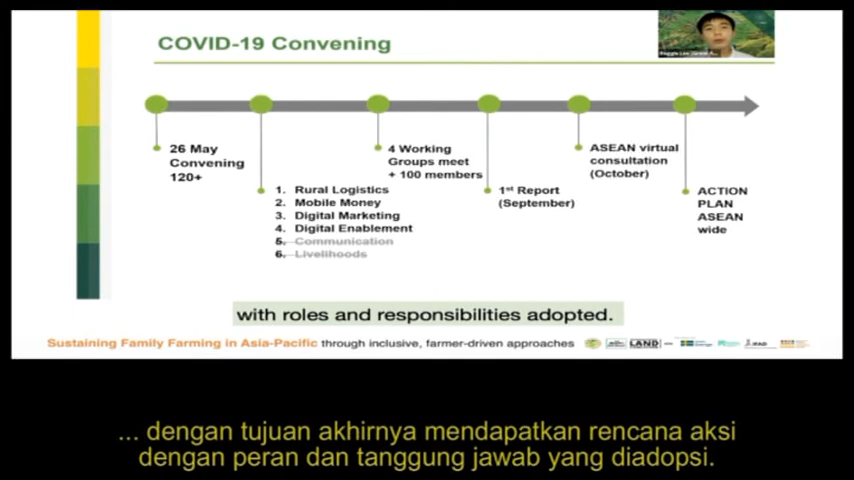 COVID-19 Convening
26 May
Convening
120+
1. Rural Logistics
2. Mobile Money
3. Digital Marketing
4. Digital Enablement
5. Communication
6. Livelihoods
4 Working
Groups meet
+ 100 members
1st Report
(September)
ASEAN virtual
consultation
(October)
ACTION
PLAN
ASEAN
wide
with roles and responsibilities adopted.
Sustaining Family Farming in Asia-Pacific through inclusive, farmer-driven approaches
LAND
... dengan tujuan akhirnya mendapatkan rencana aksi
dengan peran dan tanggung jawab yang diadopsi.